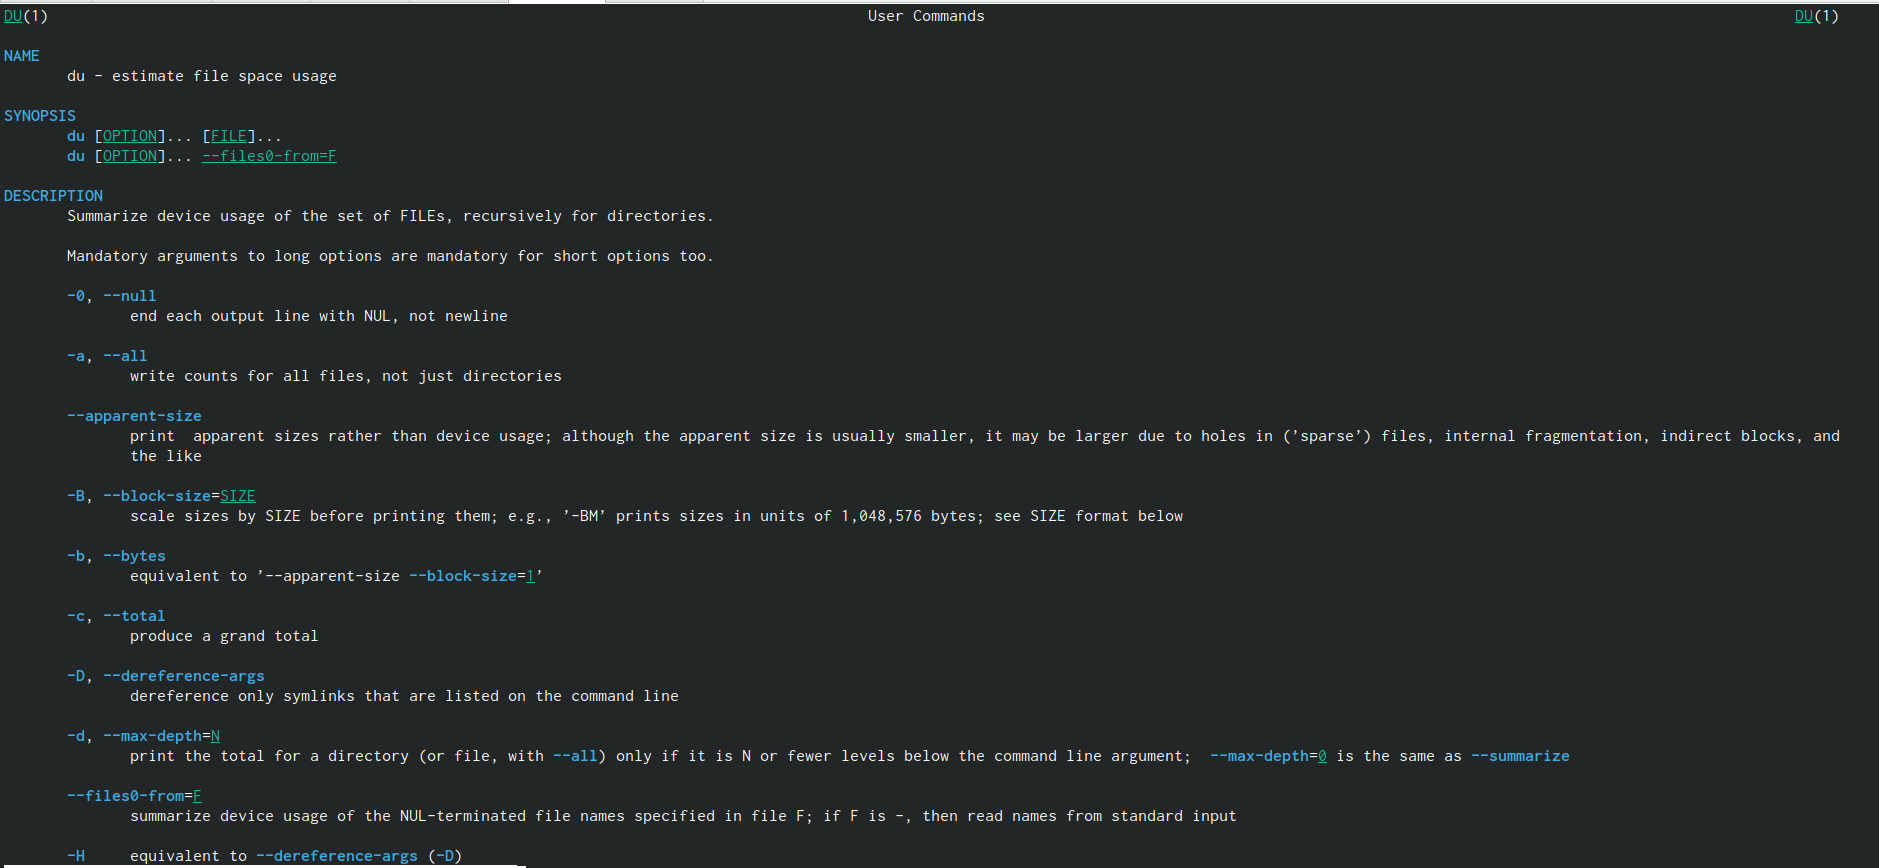 DU(1)                    User Commands                    DU(1)
NAME
du - estimate file space usage
SYNOPSIS
du [OPTION]... [FILE]...
du [OPTION]... --files0-from=F
DESCRIPTION
Summarize device usage of the set of FILEs, recursively for directories.
Mandatory arguments to long options are mandatory for short options too.
-0, --null
end each output line with NUL, not newline
-a, --all
write counts for all files, not just directories
--apparent-size
print  apparent sizes rather than device usage; although the apparent size is usually smaller, it may be larger due to holes in (’sparse’) files, internal fragmentation, indirect blocks, and
the like
-B, --block-size=SIZE
scale sizes by SIZE before printing them; e.g., ’-BM’ prints sizes in units of 1,048,576 bytes; see SIZE format below
-b, --bytes
equivalent to ’--apparent-size --block-size=1’
-c, --total
produce a grand total
-D, --dereference-args
dereference only symlinks that are listed on the command line
-d, --max-depth=N
print the total for a directory (or file, with --all) only if it is N or fewer levels below the command line argument;  --max-depth=0 is the same as --summarize
--files0-from=F
summarize device usage of the NUL-terminated file names specified in file F; if F is -, then read names from standard input
-H     equivalent to --dereference-args (-D)